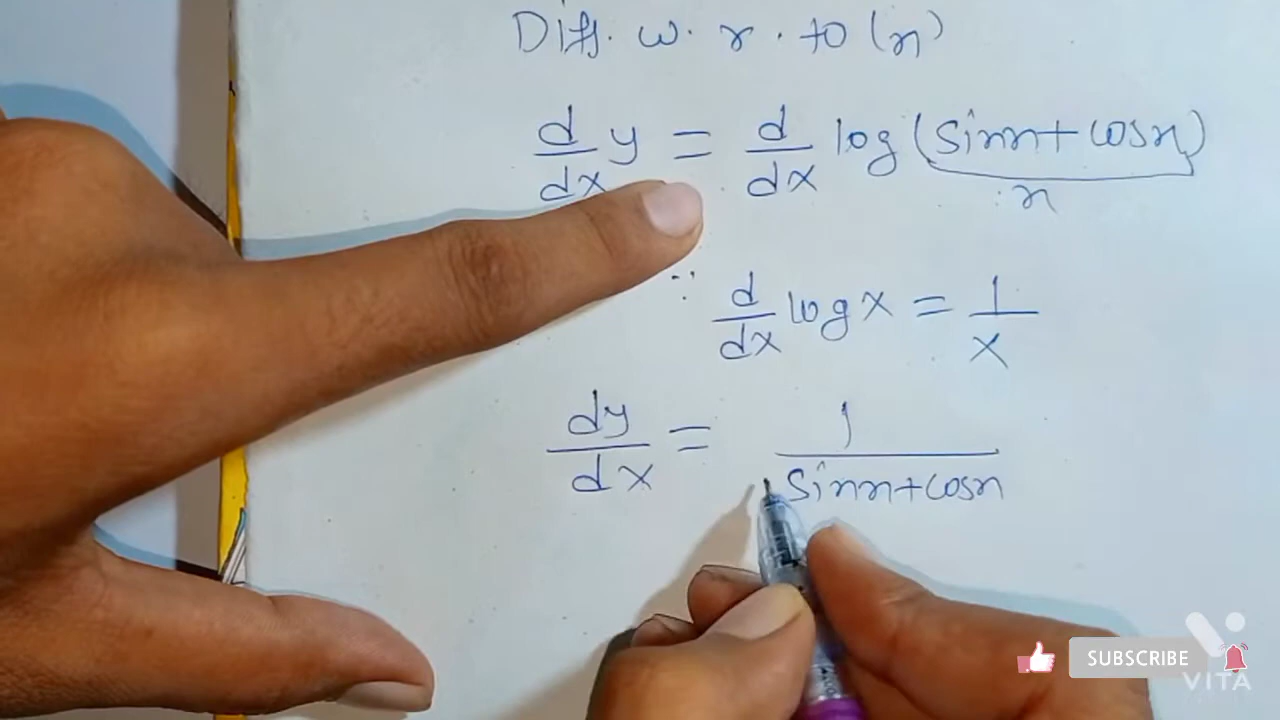 Diff. w. r. to (x)
d/dx y = d/dx log (sinx + cosx)
x
∵ d/dx log x = 1/x
dy/dx = 1/sinx+cosx
SUBSCRIBE
VITA